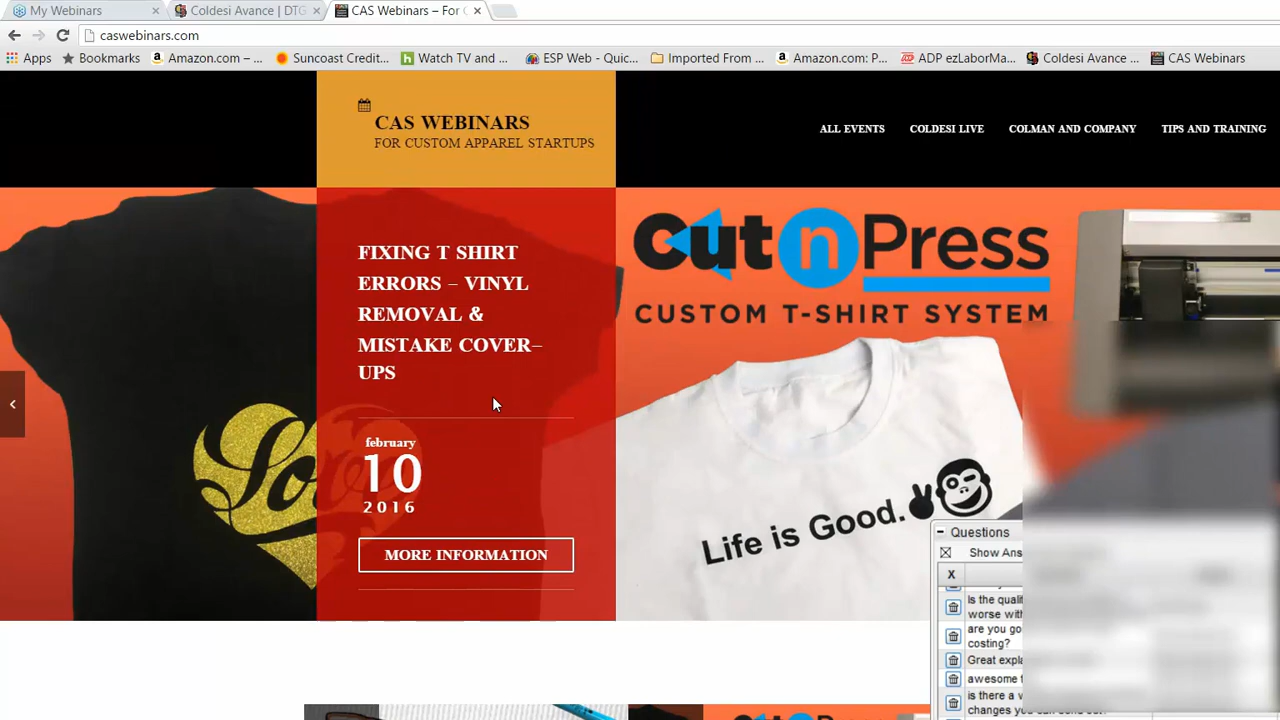 My Webinars
Coldesi Avance | DTG
CAS Webinars – For
caswebinars.com
Apps
Bookmarks
Amazon.com – ...
Suncoast Credit...
Watch TV and ...
ESP Web - Quic...
Imported From ...
Amazon.com: P...
ADP ezLaborMa...
Coldesi Avance ...
CAS Webinars
CAS WEBINARS
FOR CUSTOM APPAREL STARTUPS
ALL EVENTS
COLDESI LIVE
COLMAN AND COMPANY
TIPS AND TRAINING
FIXING T SHIRT
ERRORS – VINYL
REMOVAL &
MISTAKE COVER–
UPS
february
10
2016
MORE INFORMATION
Love
Cut n Press
CUSTOM T-SHIRT SYSTEM
Life is Good.
Questions
Show Ans
X
Is the quali
worse with
are you go
costing?
Great expla
awesome
is there a